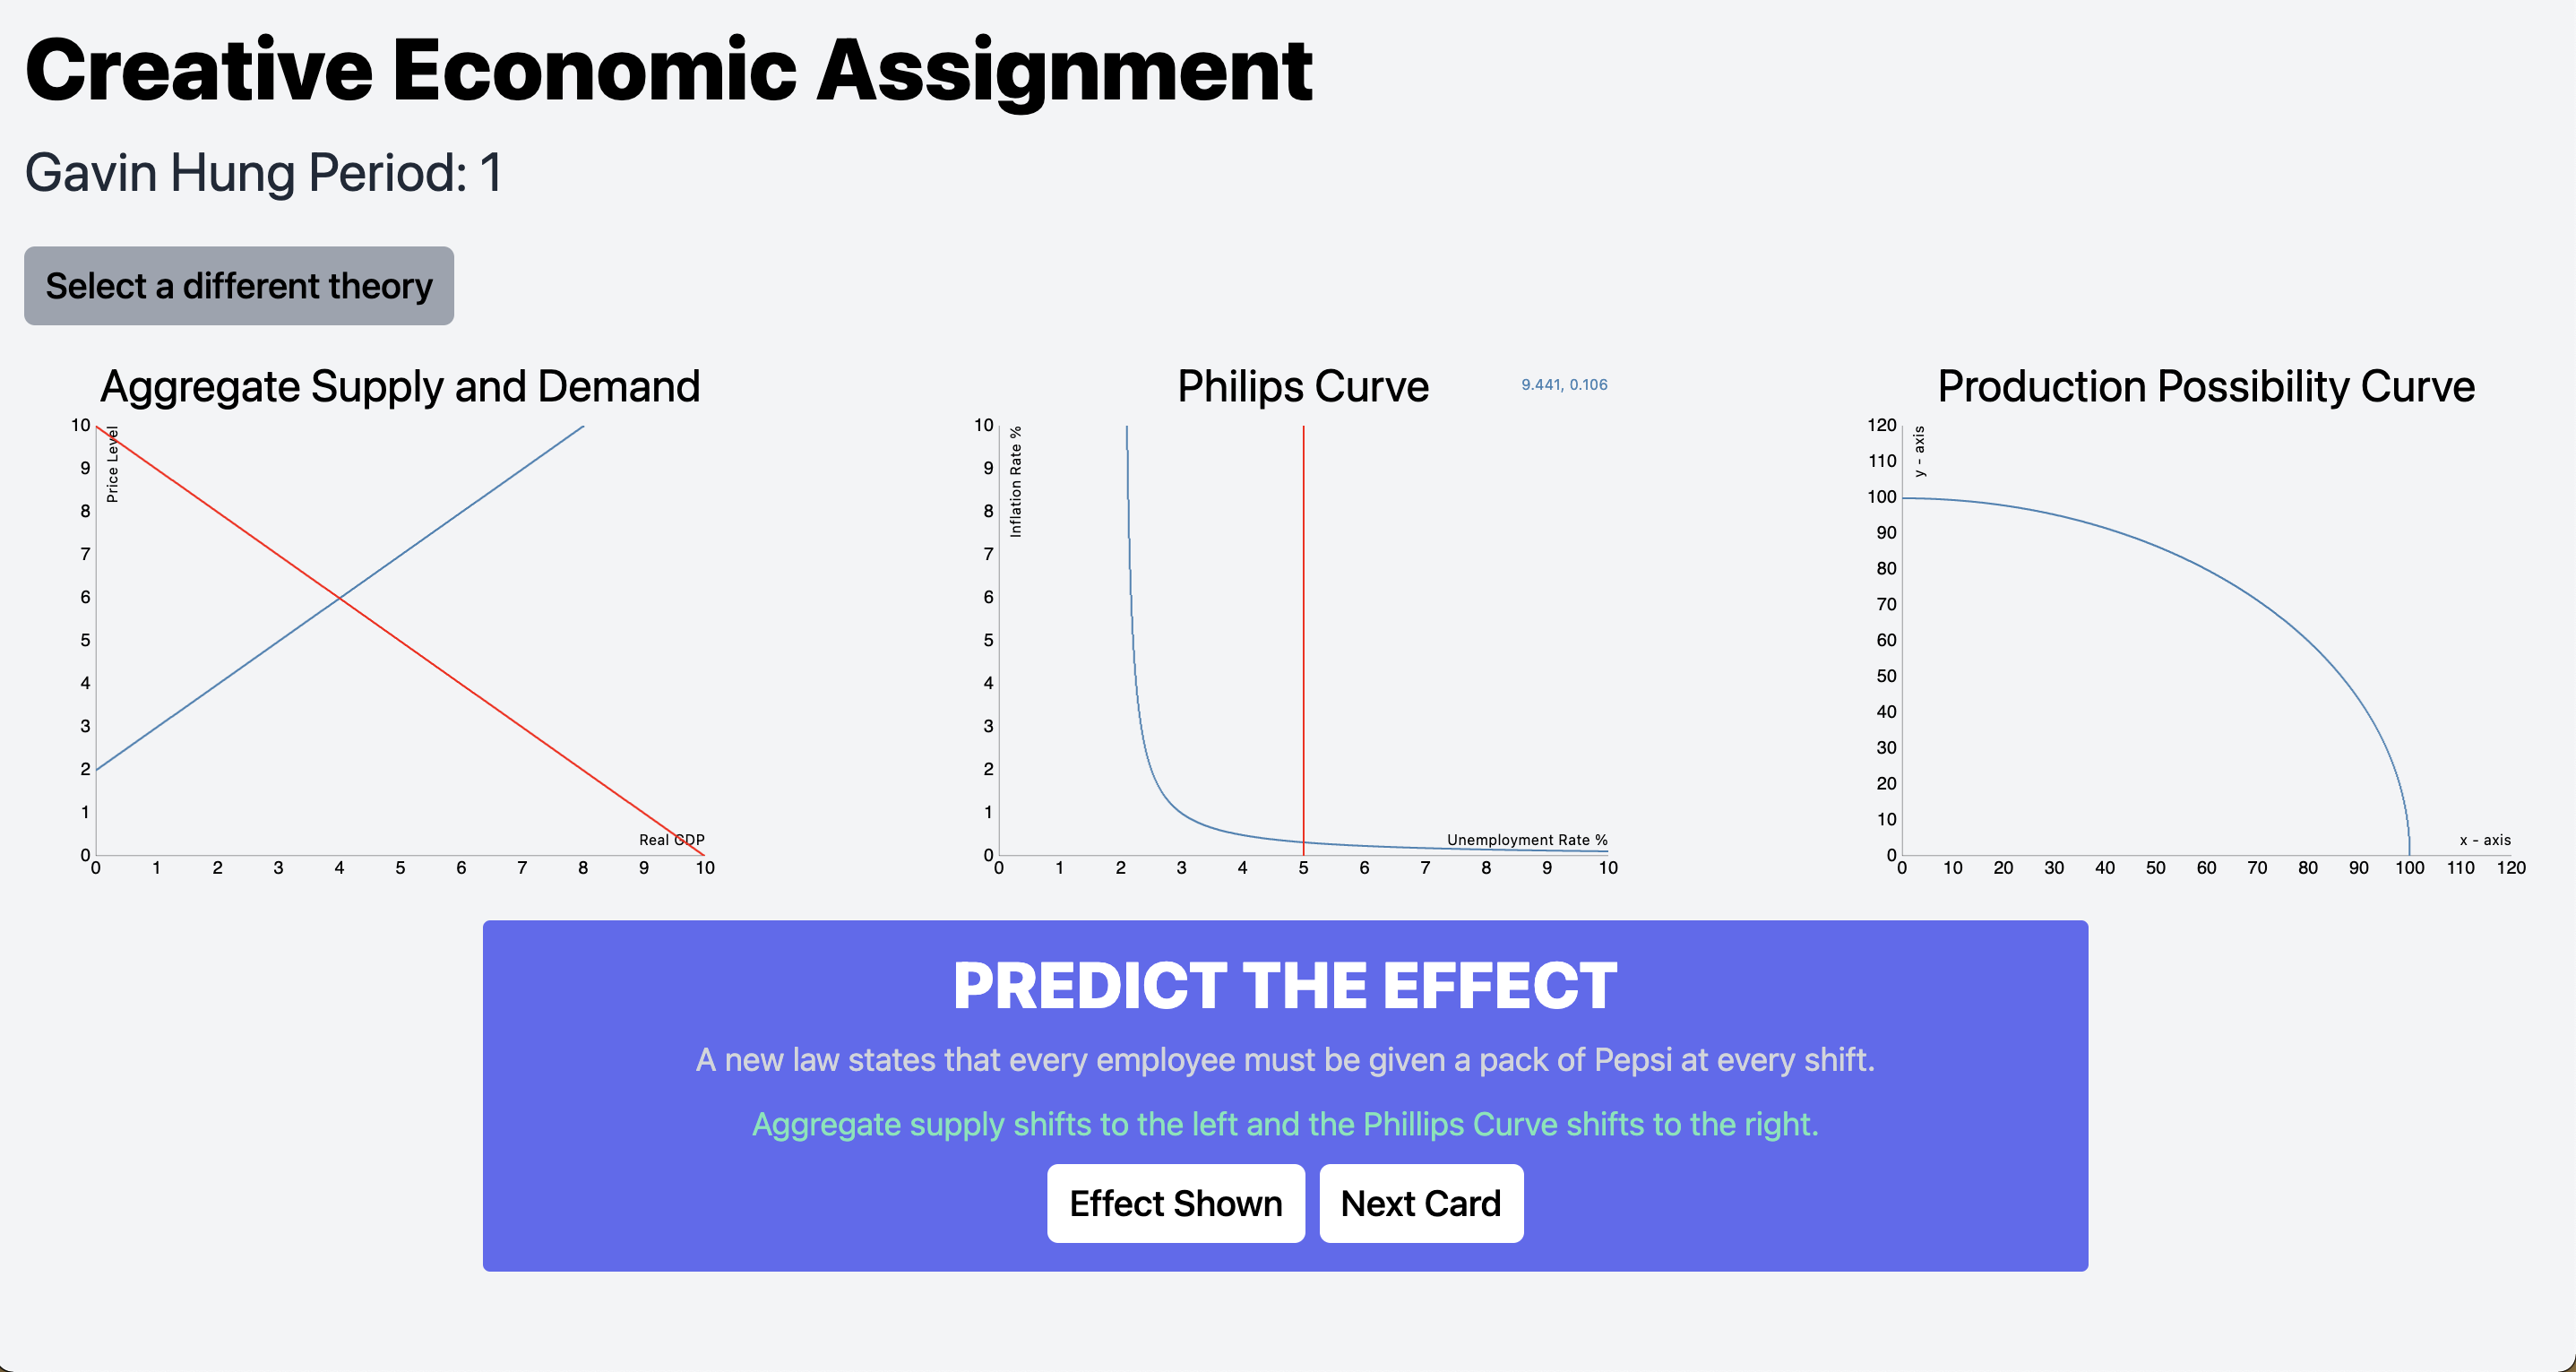 Creative Economic Assignment
Gavin Hung Period: 1
Select a different theory
Aggregate Supply and Demand
10
9
8
7
6
5
4
3
2
1
0
Price Level
Real GDP
0 1 2 3 4 5 6 7 8 9 10
Philips Curve
9.441, 0.106
10
9
8
7
6
5
4
3
2
1
0
Inflation Rate %
Unemployment Rate %
0 1 2 3 4 5 6 7 8 9 10
Production Possibility Curve
120
110
100
90
80
70
60
50
40
30
20
10
0
y - axis
x - axis
0 10 20 30 40 50 60 70 80 90 100 110 120
PREDICT THE EFFECT
A new law states that every employee must be given a pack of Pepsi at every shift.
Aggregate supply shifts to the left and the Phillips Curve shifts to the right.
Effect Shown
Next Card